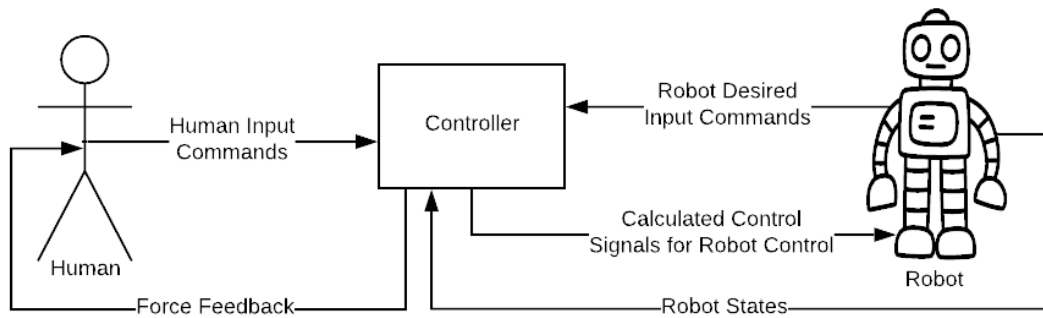 Human Input
Commands
Controller
Robot Desired
Input Commands
Calculated Control
Signals for Robot Control
Human
Robot
Force Feedback
Robot States